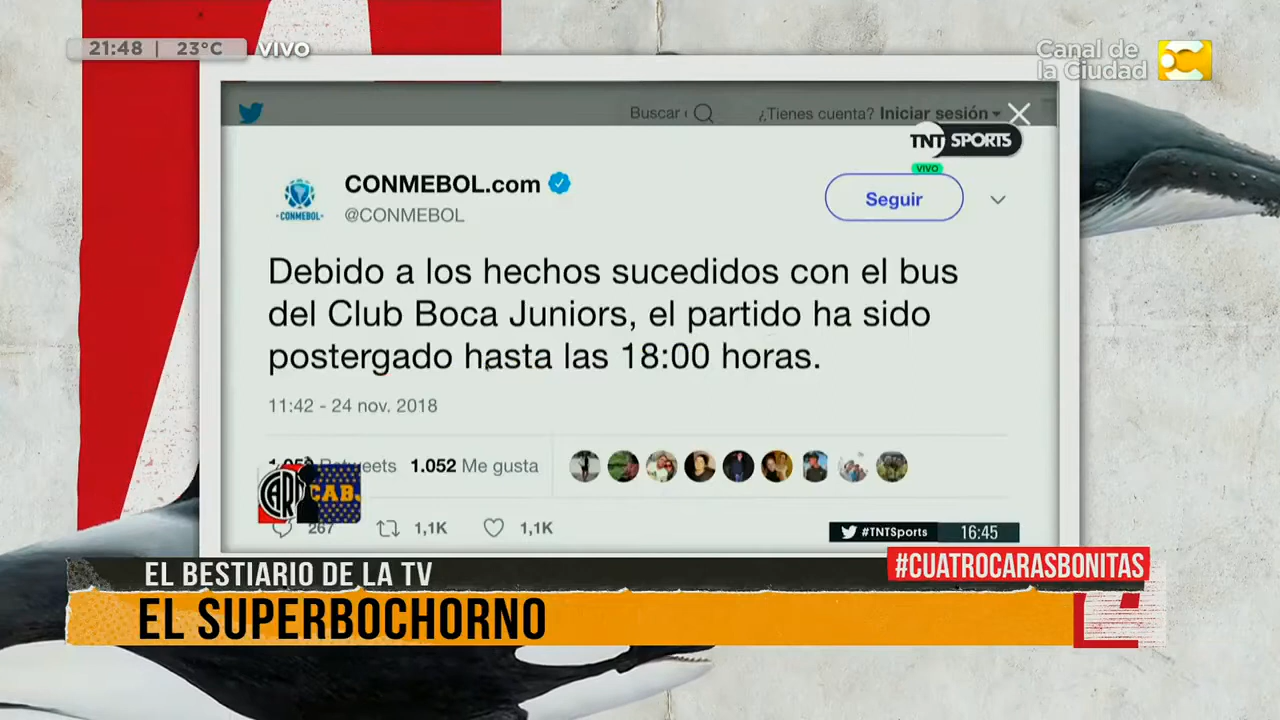 21:48 | 23°C VIVO
Canal de
la Ciudad
Buscar
¿Tienes cuenta? Iniciar sesión
TNT SPORTS
VIVO
CONMEBOL.com
@CONMEBOL
CONMEBOL
Seguir
Debido a los hechos sucedidos con el bus
del Club Boca Juniors, el partido ha sido
postergado hasta las 18:00 horas.
11:42 - 24 nov. 2018
1.052 Me gusta
CABJ
267 1,1K 1,1K
#TNTSports 16:45
#CUATROCARASBONITAS
EL BESTIARIO DE LA TV
EL SUPERBOCHORNO